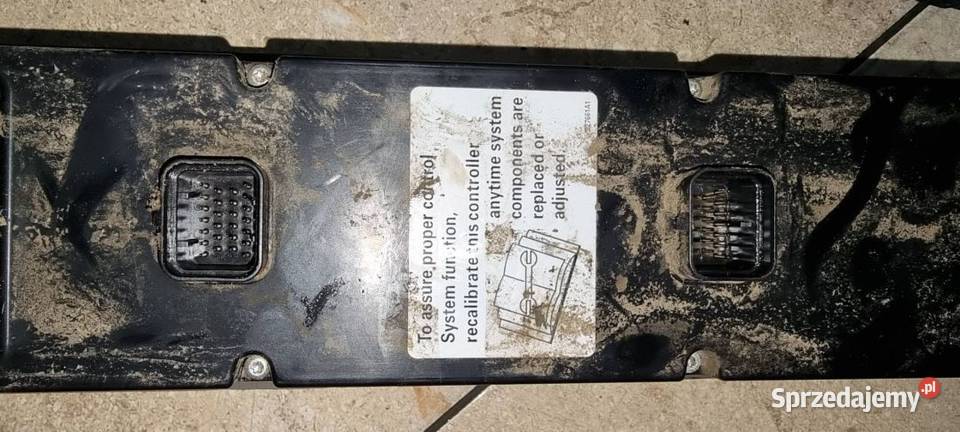 To assure proper control
System function,
recalibrate this controller
anytime system
components are
replaced or
adjusted.
Sprzedajemy.pl